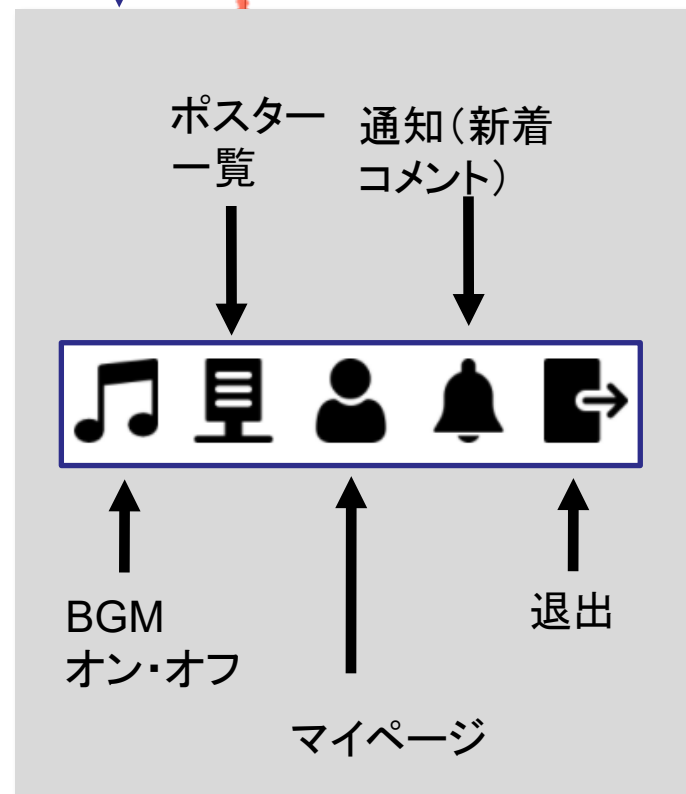 ポスター
一覧
通知（新着
コメント）
BGM
オン・オフ
マイページ
退出